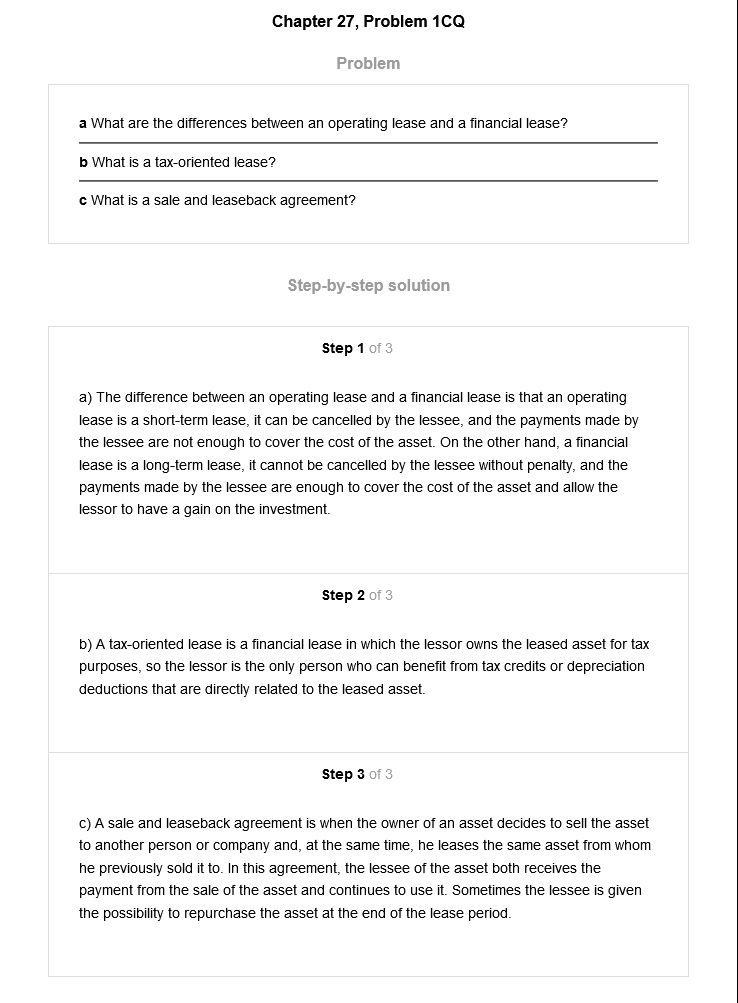 Chapter 27, Problem 1CQ
Problem
a What are the differences between an operating lease and a financial lease?
b What is a tax-oriented lease?
c What is a sale and leaseback agreement?
Step-by-step solution
Step 1 of 3
a) The difference between an operating lease and a financial lease is that an operating
lease is a short-term lease, it can be cancelled by the lessee, and the payments made by
the lessee are not enough to cover the cost of the asset. On the other hand, a financial
lease is a long-term lease, it cannot be cancelled by the lessee without penalty, and the
payments made by the lessee are enough to cover the cost of the asset and allow the
lessor to have a gain on the investment.
Step 2 of 3
b) A tax-oriented lease is a financial lease in which the lessor owns the leased asset for tax
purposes, so the lessor is the only person who can benefit from tax credits or depreciation
deductions that are directly related to the leased asset.
Step 3 of 3
c) A sale and leaseback agreement is when the owner of an asset decides to sell the asset
to another person or company and, at the same time, he leases the same asset from whom
he previously sold it to. In this agreement, the lessee of the asset both receives the
payment from the sale of the asset and continues to use it. Sometimes the lessee is given
the possibility to repurchase the asset at the end of the lease period.